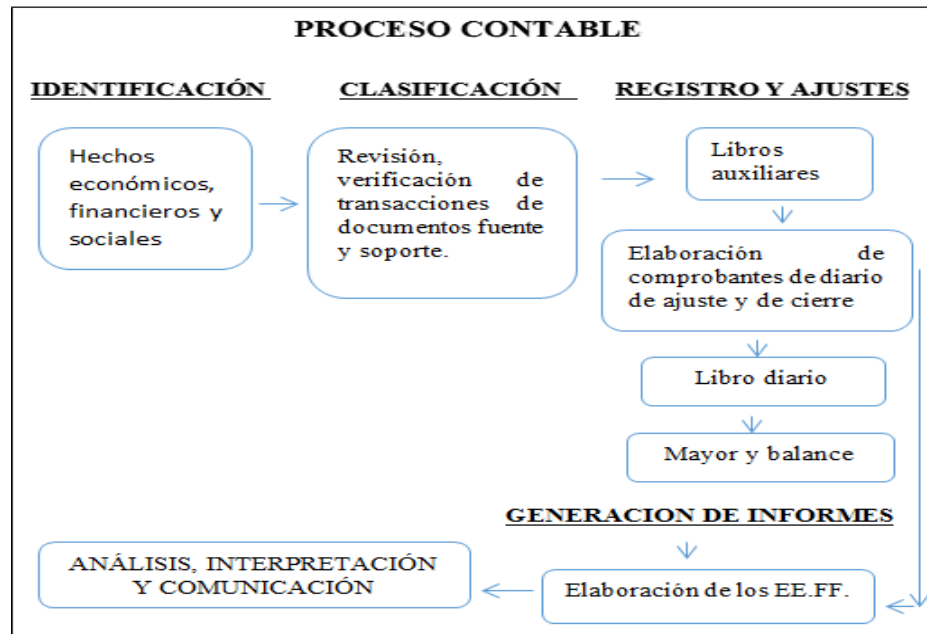 PROCESO CONTABLE
IDENTIFICACIÓN
CLASIFICACIÓN
REGISTRO Y AJUSTES
Hechos
económicos,
financieros y
sociales
Revisión,
verificación de
transacciones de
documentos fuente
y soporte.
Libros
auxiliares
Elaboración de
comprobantes de diario
de ajuste y de cierre
Libro diario
Mayor y balance
GENERACION DE INFORMES
Elaboración de los EE.FF.
ANÁLISIS, INTERPRETACIÓN
Y COMUNICACIÓN